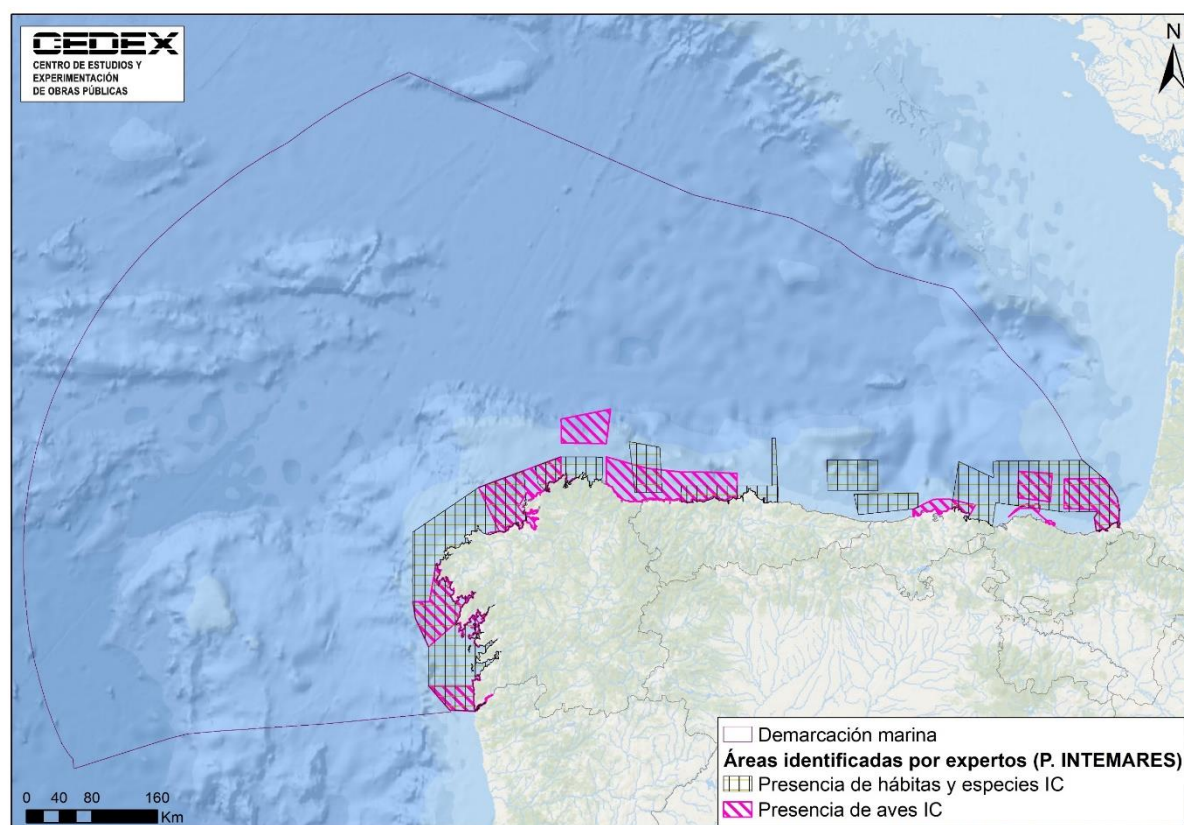 CEDEX
CENTRO DE ESTUDIOS Y
EXPERIMENTACIÓN
DE OBRAS PÚBLICAS
N
Demarcación marina
Áreas identificadas por expertos (P. INTEMARES)
Presencia de hábitas y especies IC
Presencia de aves IC
0 40 80 160
Km